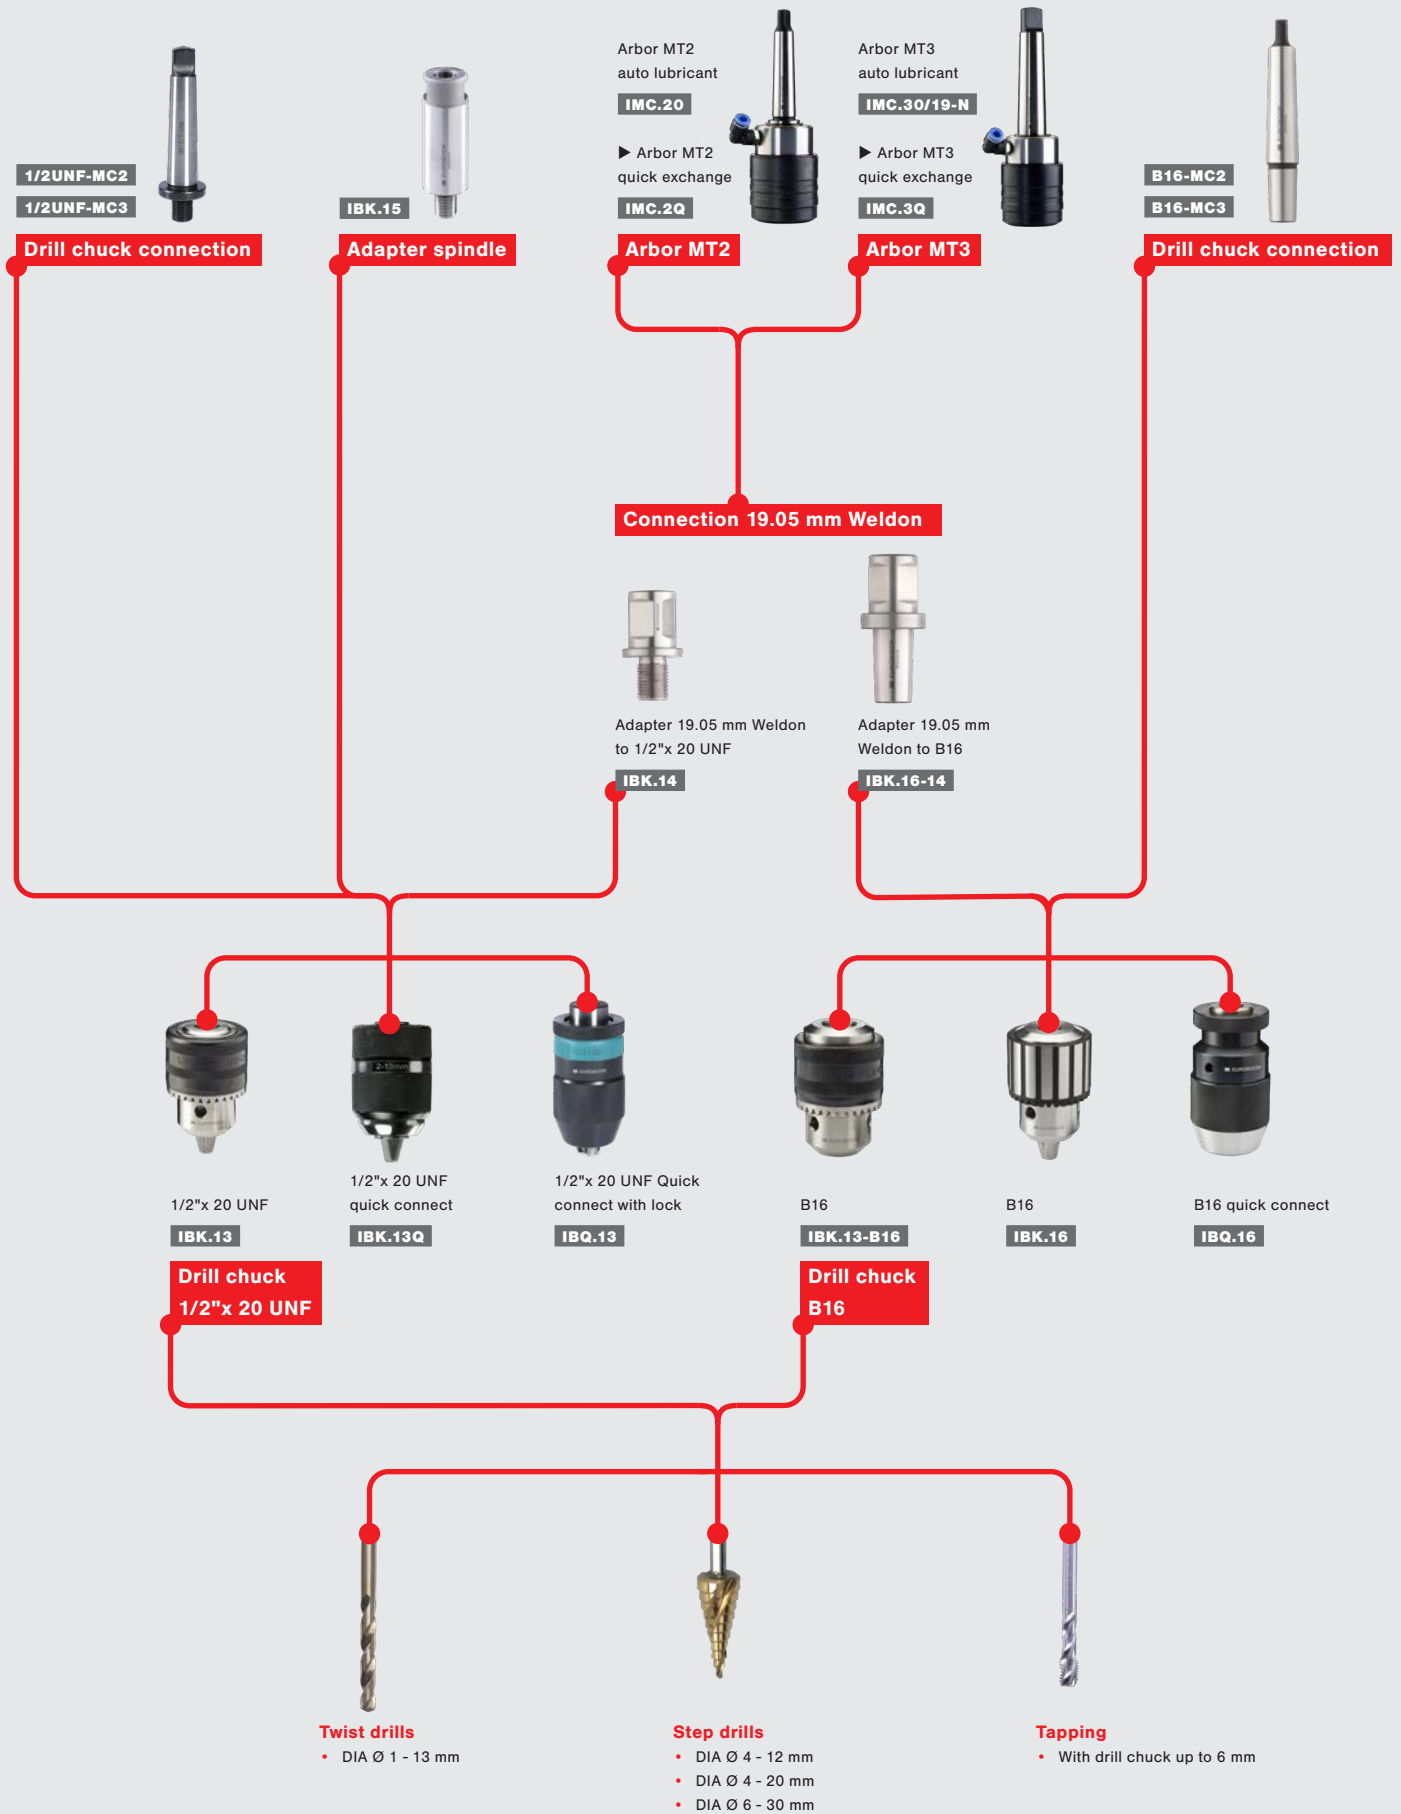 1/2UNF-MC2
1/2UNF-MC3
Drill chuck connection
IBK.15
Adapter spindle
Arbor MT2
auto lubricant
IMC.20
▶ Arbor MT2
quick exchange
IMC.2Q
Arbor MT2
Arbor MT3
auto lubricant
IMC.30/19-N
▶ Arbor MT3
quick exchange
IMC.3Q
Arbor MT3
B16-MC2
B16-MC3
Drill chuck connection
Connection 19.05 mm Weldon
Adapter 19.05 mm Weldon
to 1/2"x 20 UNF
IBK.14
Adapter 19.05 mm
Weldon to B16
IBK.16-14
2-13mm
1/2"x 20 UNF
IBK.13
1/2"x 20 UNF
quick connect
IBK.13Q
1/2"x 20 UNF Quick
connect with lock
IBQ.13
B16
IBK.13-B16
B16
IBK.16
B16 quick connect
IBQ.16
Drill chuck
1/2"x 20 UNF
Drill chuck
B16
Twist drills
• DIA Ø 1 - 13 mm
Step drills
• DIA Ø 4 - 12 mm
• DIA Ø 4 - 20 mm
• DIA Ø 6 - 30 mm
Tapping
• With drill chuck up to 6 mm